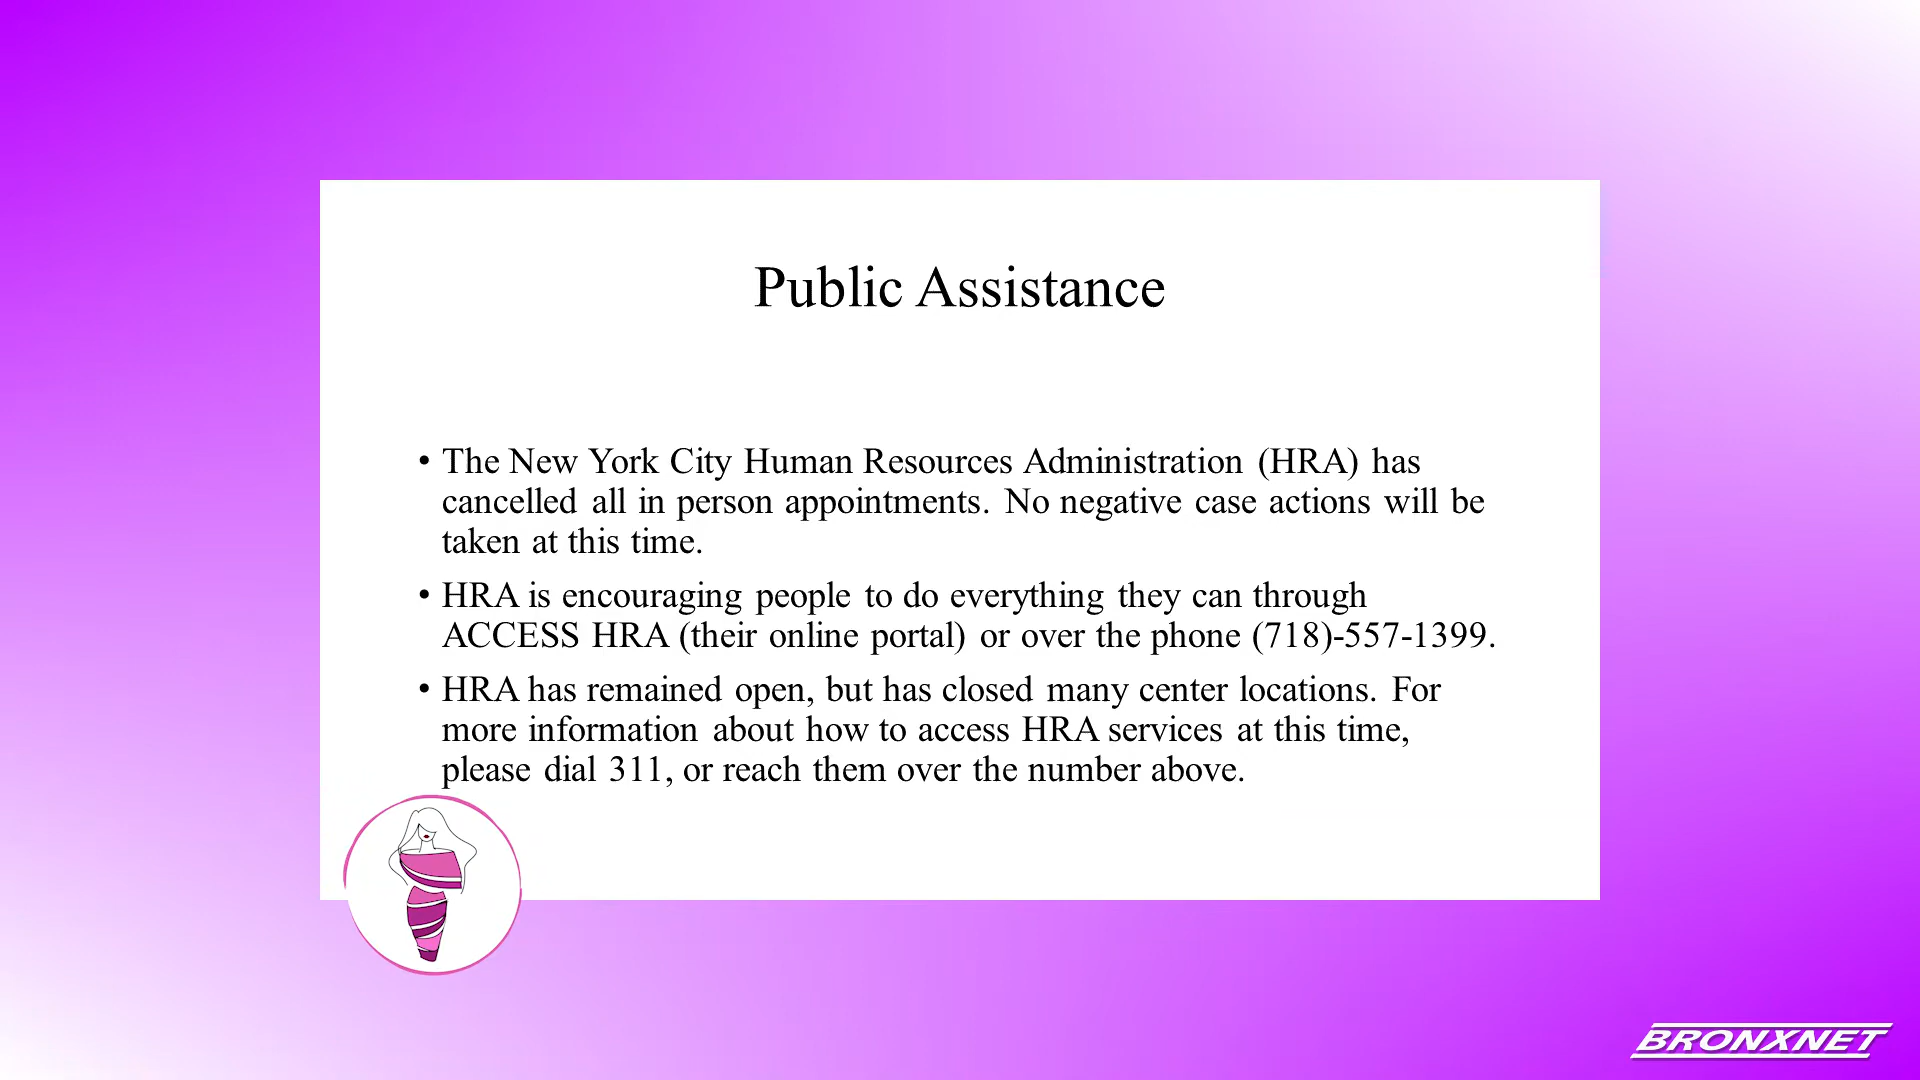 Public Assistance
• The New York City Human Resources Administration (HRA) has
cancelled all in person appointments. No negative case actions will be
taken at this time.
• HRA is encouraging people to do everything they can through
ACCESS HRA (their online portal) or over the phone (718)-557-1399.
• HRA has remained open, but has closed many center locations. For
more information about how to access HRA services at this time,
please dial 311, or reach them over the number above.
BRONXNET